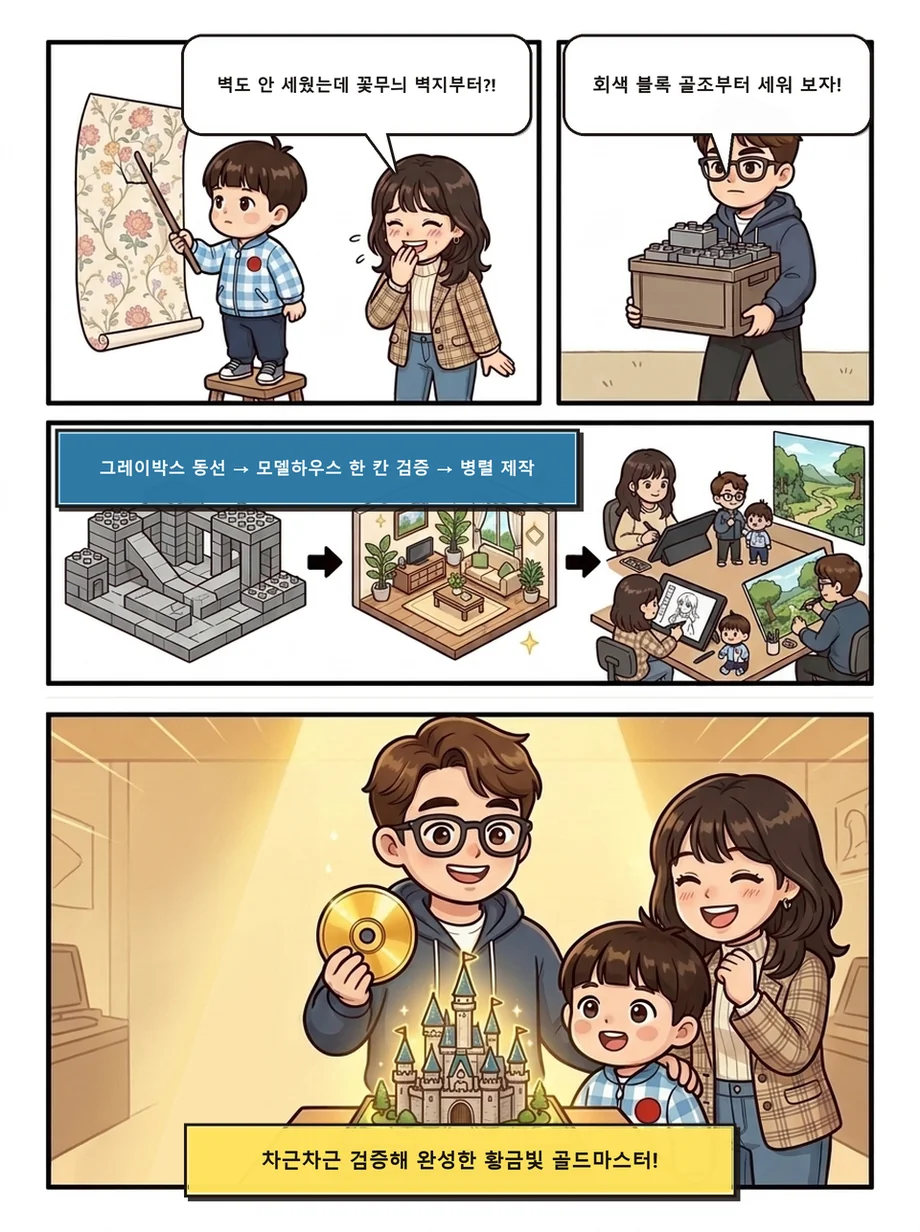 벽도 안 세웠는데 꽃무늬 벽지부터?!
회색 블록 골조부터 세워 보자!
그레이박스 동선 → 모델하우스 한 칸 검증 → 병렬 제작
차근차근 검증해 완성한 황금빛 골드마스터!